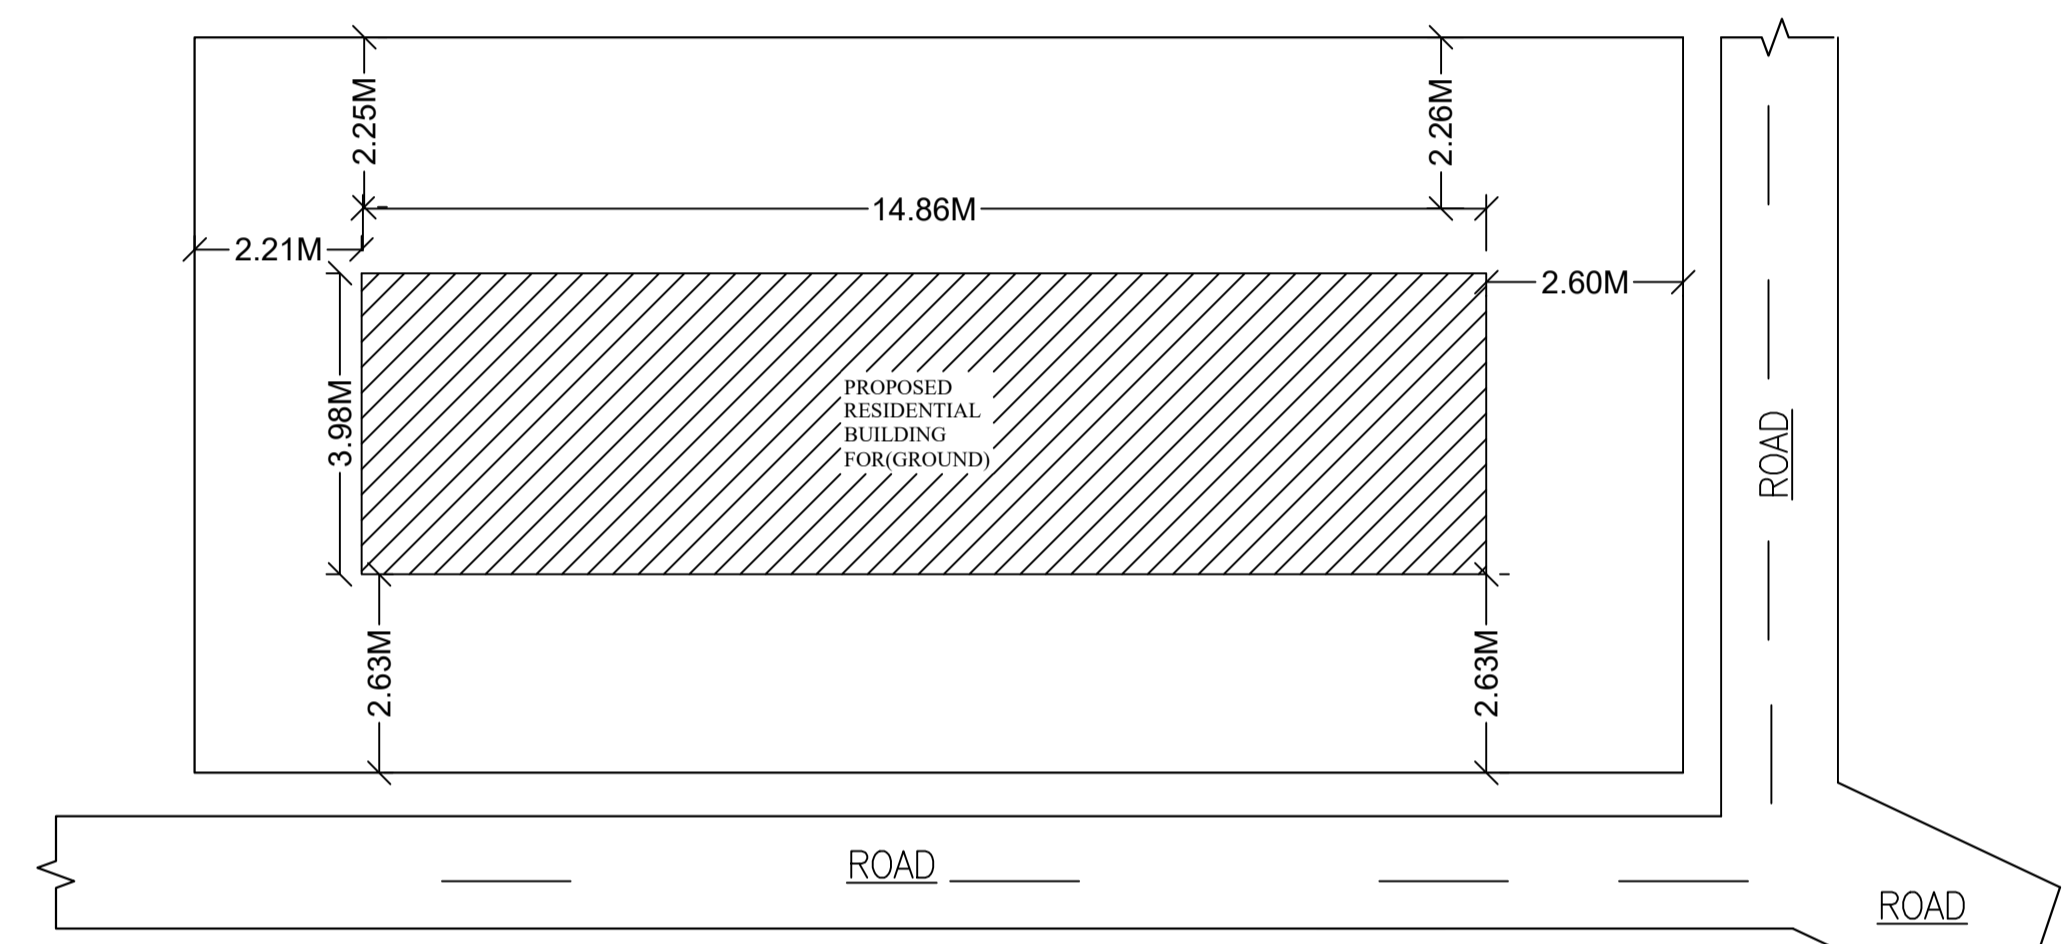 2.25M
2.26M
14.86M
2.21M
2.60M
3.98M
PROPOSED
RESIDENTIAL
BUILDING
FOR(GROUND)
ROAD
2.63M
2.63M
ROAD
ROAD